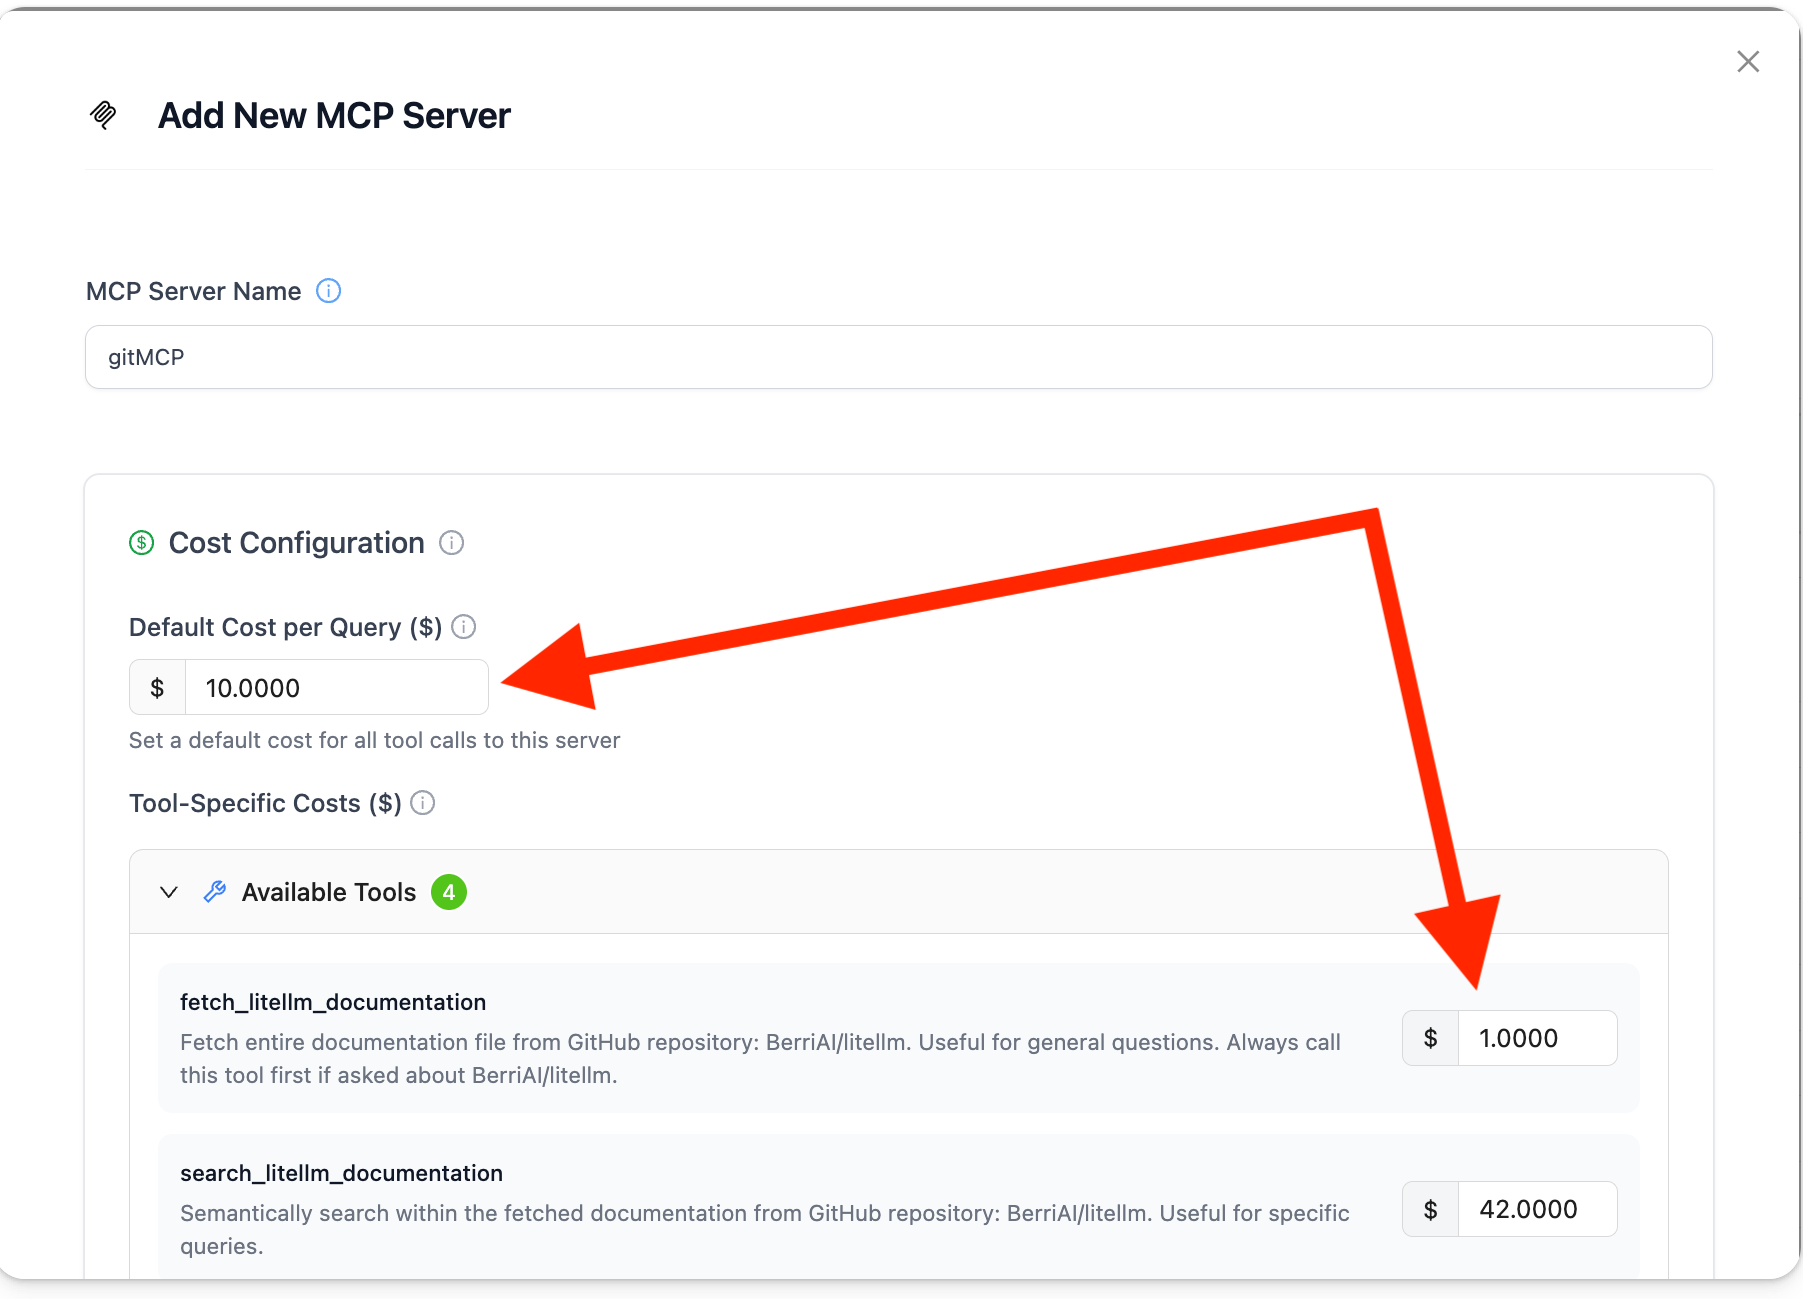 Add New MCP Server
MCP Server Name
gitMCP
Cost Configuration
Default Cost per Query ($)
$ 10.0000
Set a default cost for all tool calls to this server
Tool-Specific Costs ($)
Available Tools 4
fetch_litellm_documentation
Fetch entire documentation file from GitHub repository: BerriAI/litellm. Useful for general questions. Always call
this tool first if asked about BerriAI/litellm.
$ 1.0000
search_litellm_documentation
Semantically search within the fetched documentation from GitHub repository: BerriAI/litellm. Useful for specific
queries.
$ 42.0000